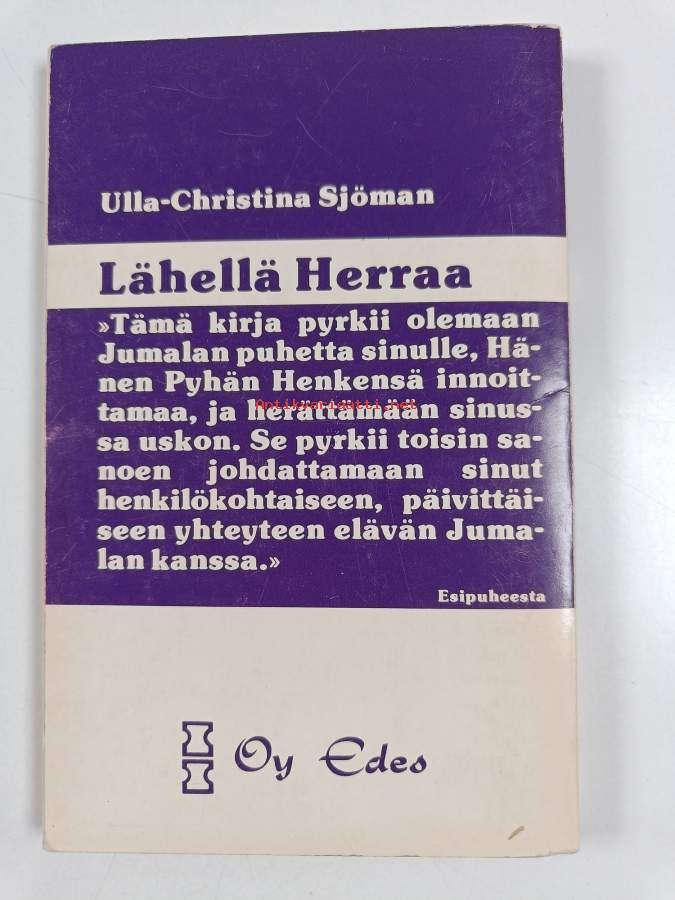 Ulla-Christina Sjöman
Lähellä Herraa
»Tämä kirja pyrkii olemaan
Jumalan puhetta sinulle, Hä-
nen Pyhän Henkensä innoit-
tamaa, ja herättämään sinus-
Antikvariaatti.net
sa uskon. Se pyrkii toisin sa-
noen johdattamaan sinut
henkilökohtaiseen, päivittäi-
seen yhteyteen elävän Juma-
lan kanssa.»
Esipuheesta
Oy Edes